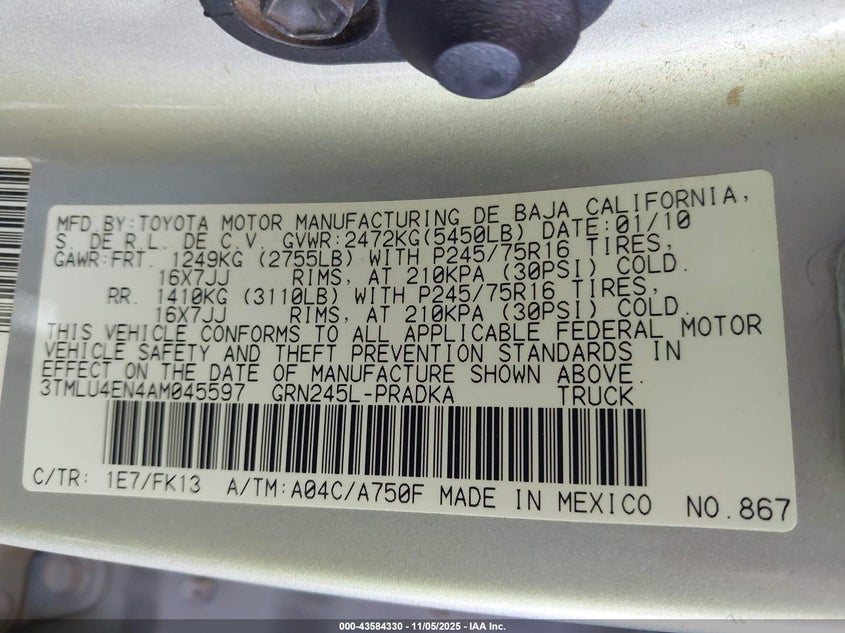 MFD.BY:TOYOTA MOTOR MANUFACTURING DE BAJA CALIFORNIA,
S. DE R.L. DE C.V. GVWR:2472KG(5450LB) DATE:01/10
GAWR:FRT. 1249KG (2755LB) WITH P245/75R16 TIRES,
16X7JJ RIMS, AT 210KPA (30PSI) COLD.
RR. 1410KG (3110LB) WITH P245/75R16 TIRES,
16X7JJ RIMS, AT 210KPA (30PSI) COLD.
THIS VEHICLE CONFORMS TO ALL APPLICABLE FEDERAL MOTOR
VEHICLE SAFETY AND THEFT PREVENTION STANDARDS IN
EFFECT ON THE DATE OF MANUFACTURE SHOWN ABOVE.
3TMLU4EN4AM045597 GRN245L-PRADKA TRUCK
C/TR: 1E7/FK13 A/TM:A04C/A750F MADE IN MEXICO NO.867
000-43584330 - 11/05/2025 - IAA Inc.